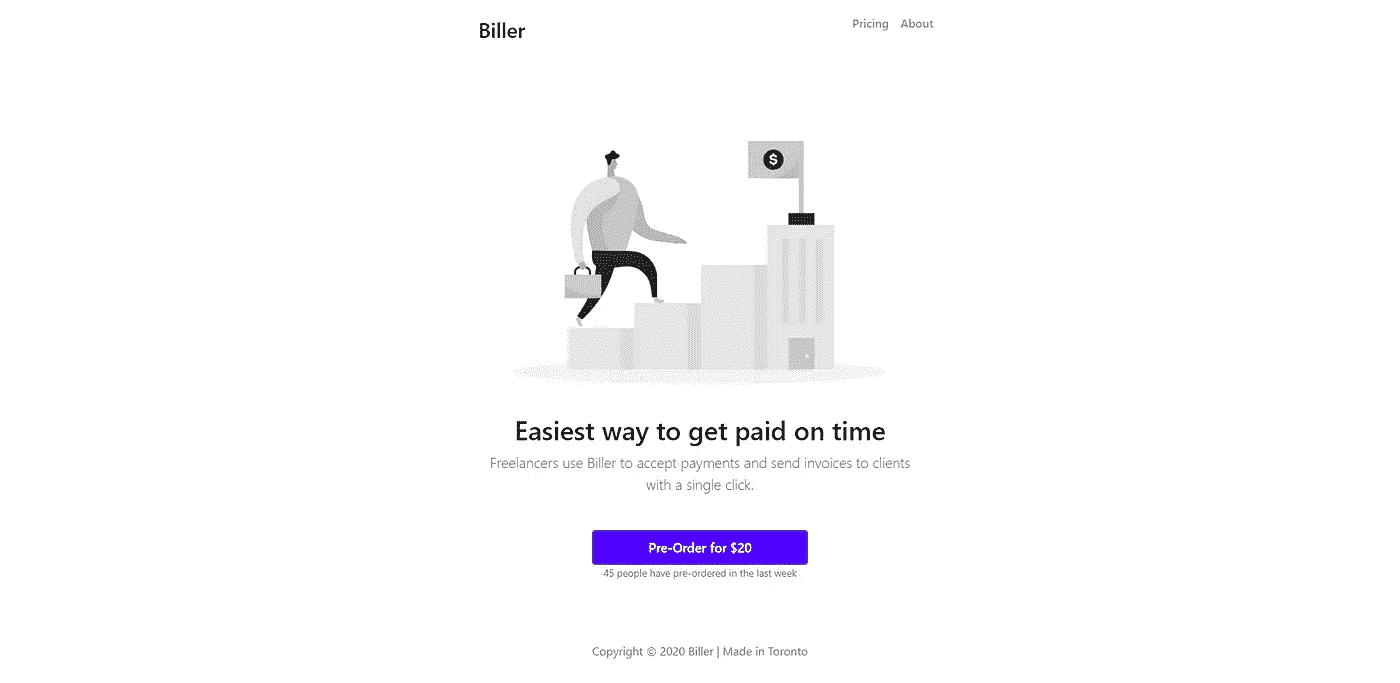 Biller
Pricing About
$
Easiest way to get paid on time
Freelancers use Biller to accept payments and send invoices to clients
with a single click.
Pre-Order for $20
45 people have pre-ordered in the last week
Copyright © 2020 Biller | Made in Toronto